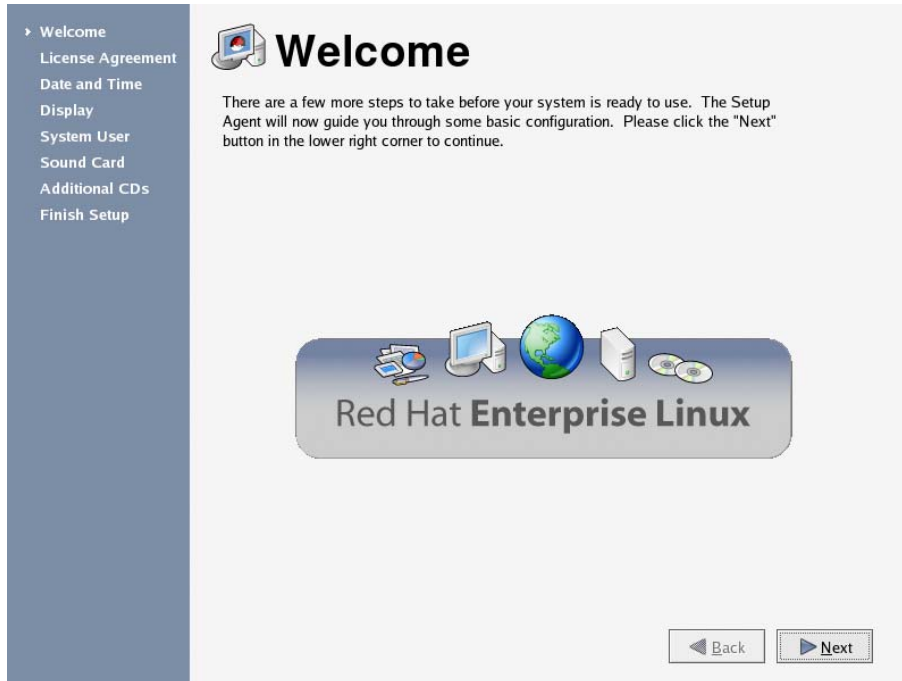 Welcome
License Agreement
Date and Time
Display
System User
Sound Card
Additional CDs
Finish Setup
Welcome
There are a few more steps to take before your system is ready to use. The Setup
Agent will now guide you through some basic configuration. Please click the "Next"
button in the lower right corner to continue.
Red Hat Enterprise Linux
Back
Next